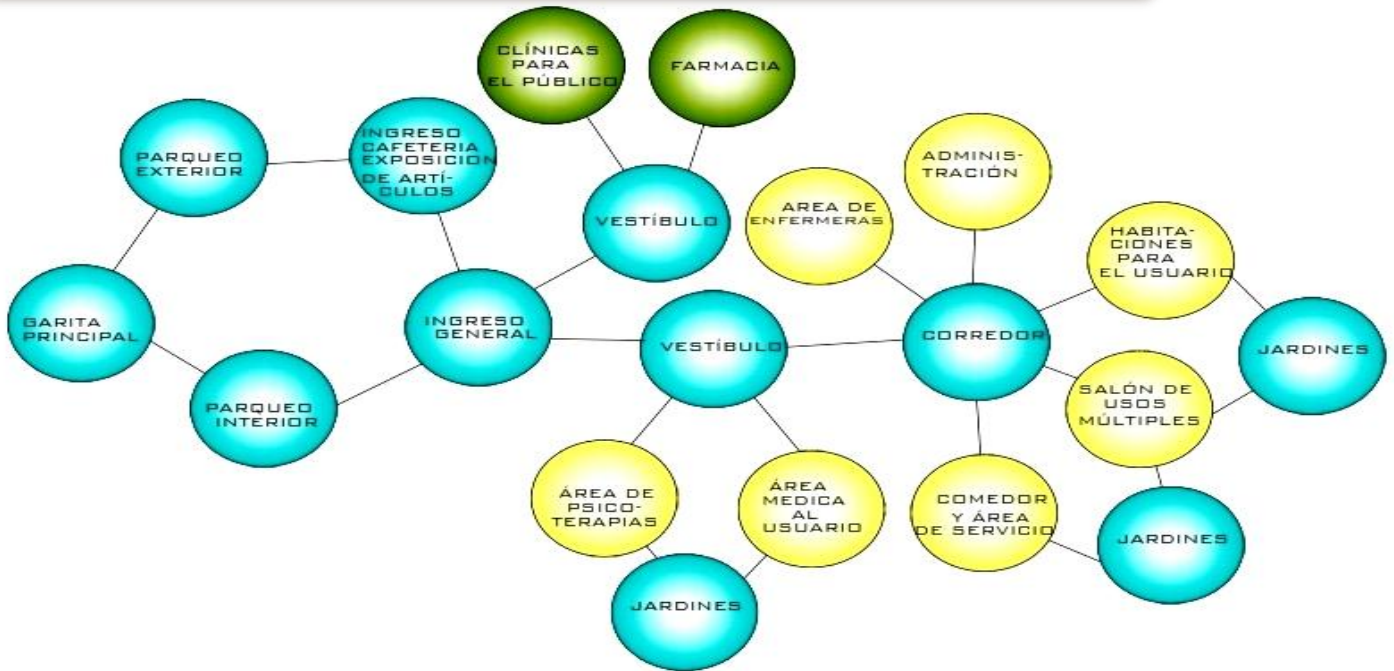 CLÍNICAS
PARA
EL PÚBLICO
FARMACIA
PARQUEO
EXTERIOR
INGRESO
CAFETERIA
EXPOSICIÓN
DE ARTÍ-
CULOS
VESTÍBULO
AREA DE
ENFERMERAS
ADMINIS-
TRACIÓN
HABITA-
CIONES
PARA
EL USUARIO
GARITA
PRINCIPAL
INGRESO
GENERAL
VESTÍBULO
CORREDOR
JARDINES
PARQUEO
INTERIOR
SALÓN DE
USOS
MÚLTIPLES
ÁREA DE
PSICO-
TERAPIAS
ÁREA
MEDICA
AL
USUARIO
COMEDOR
Y ÁREA
DE SERVICIO
JARDINES
JARDINES